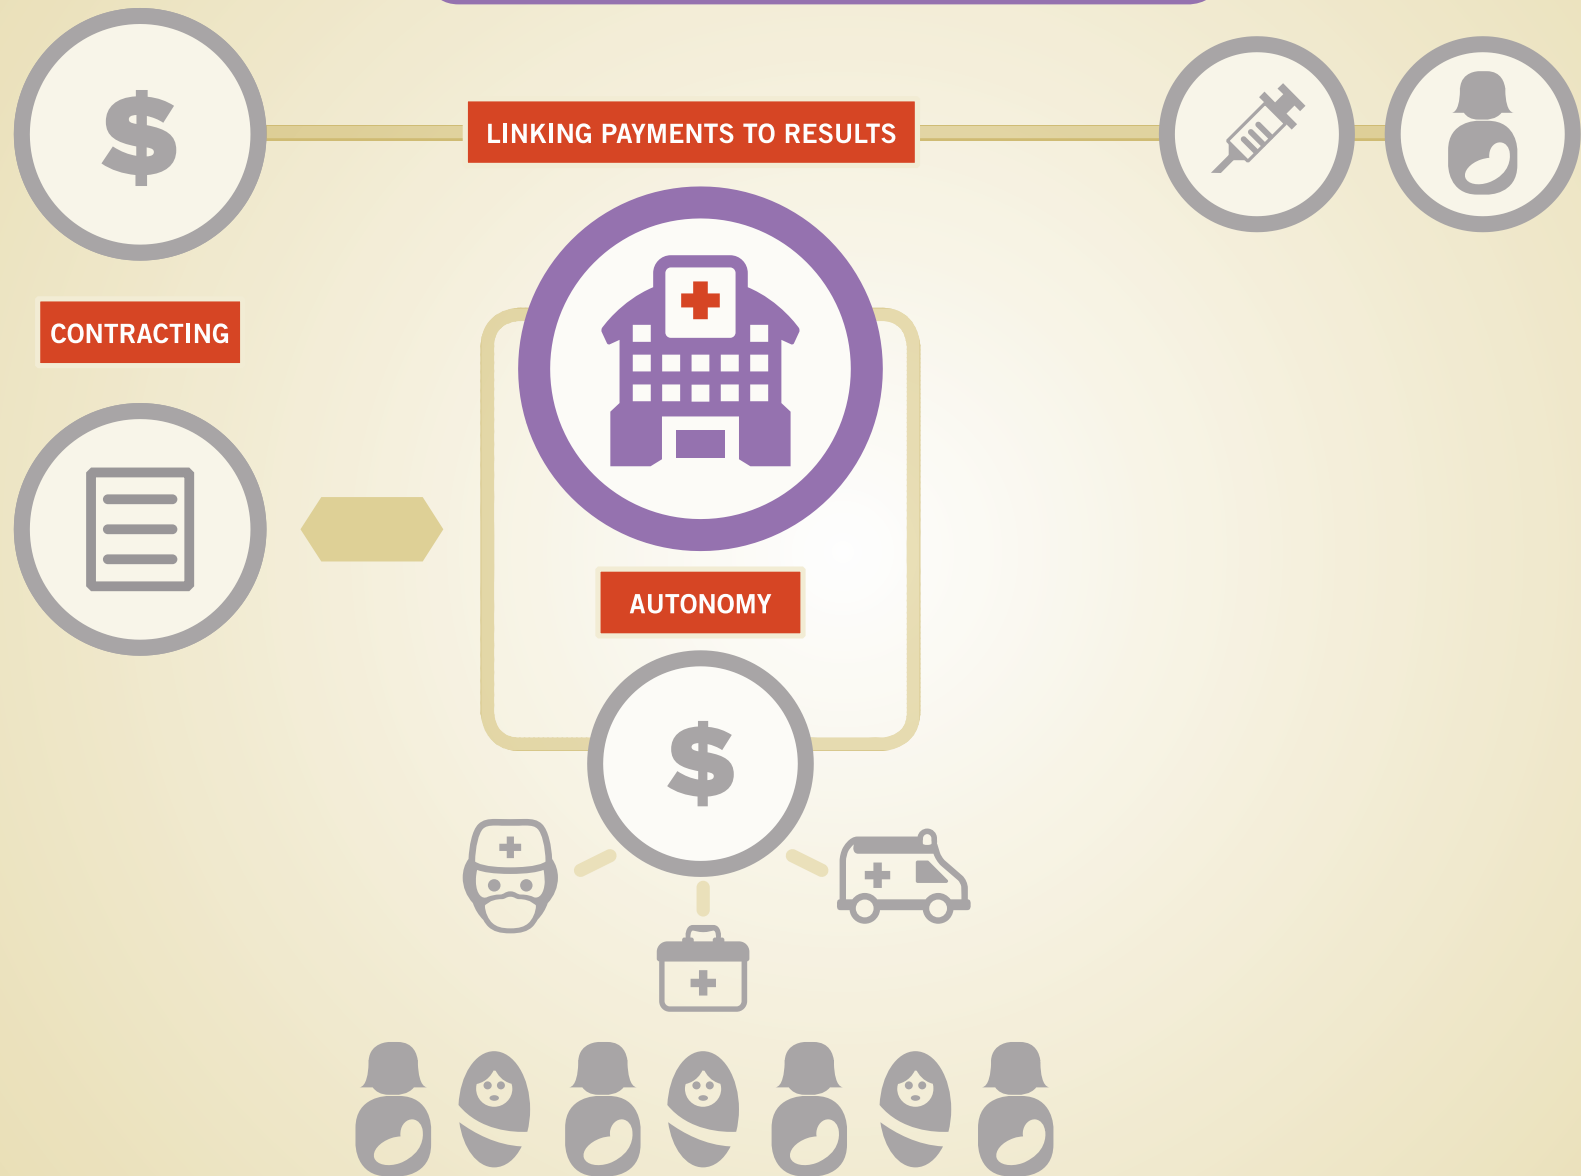 $
LINKING PAYMENTS TO RESULTS
CONTRACTING
AUTONOMY
$